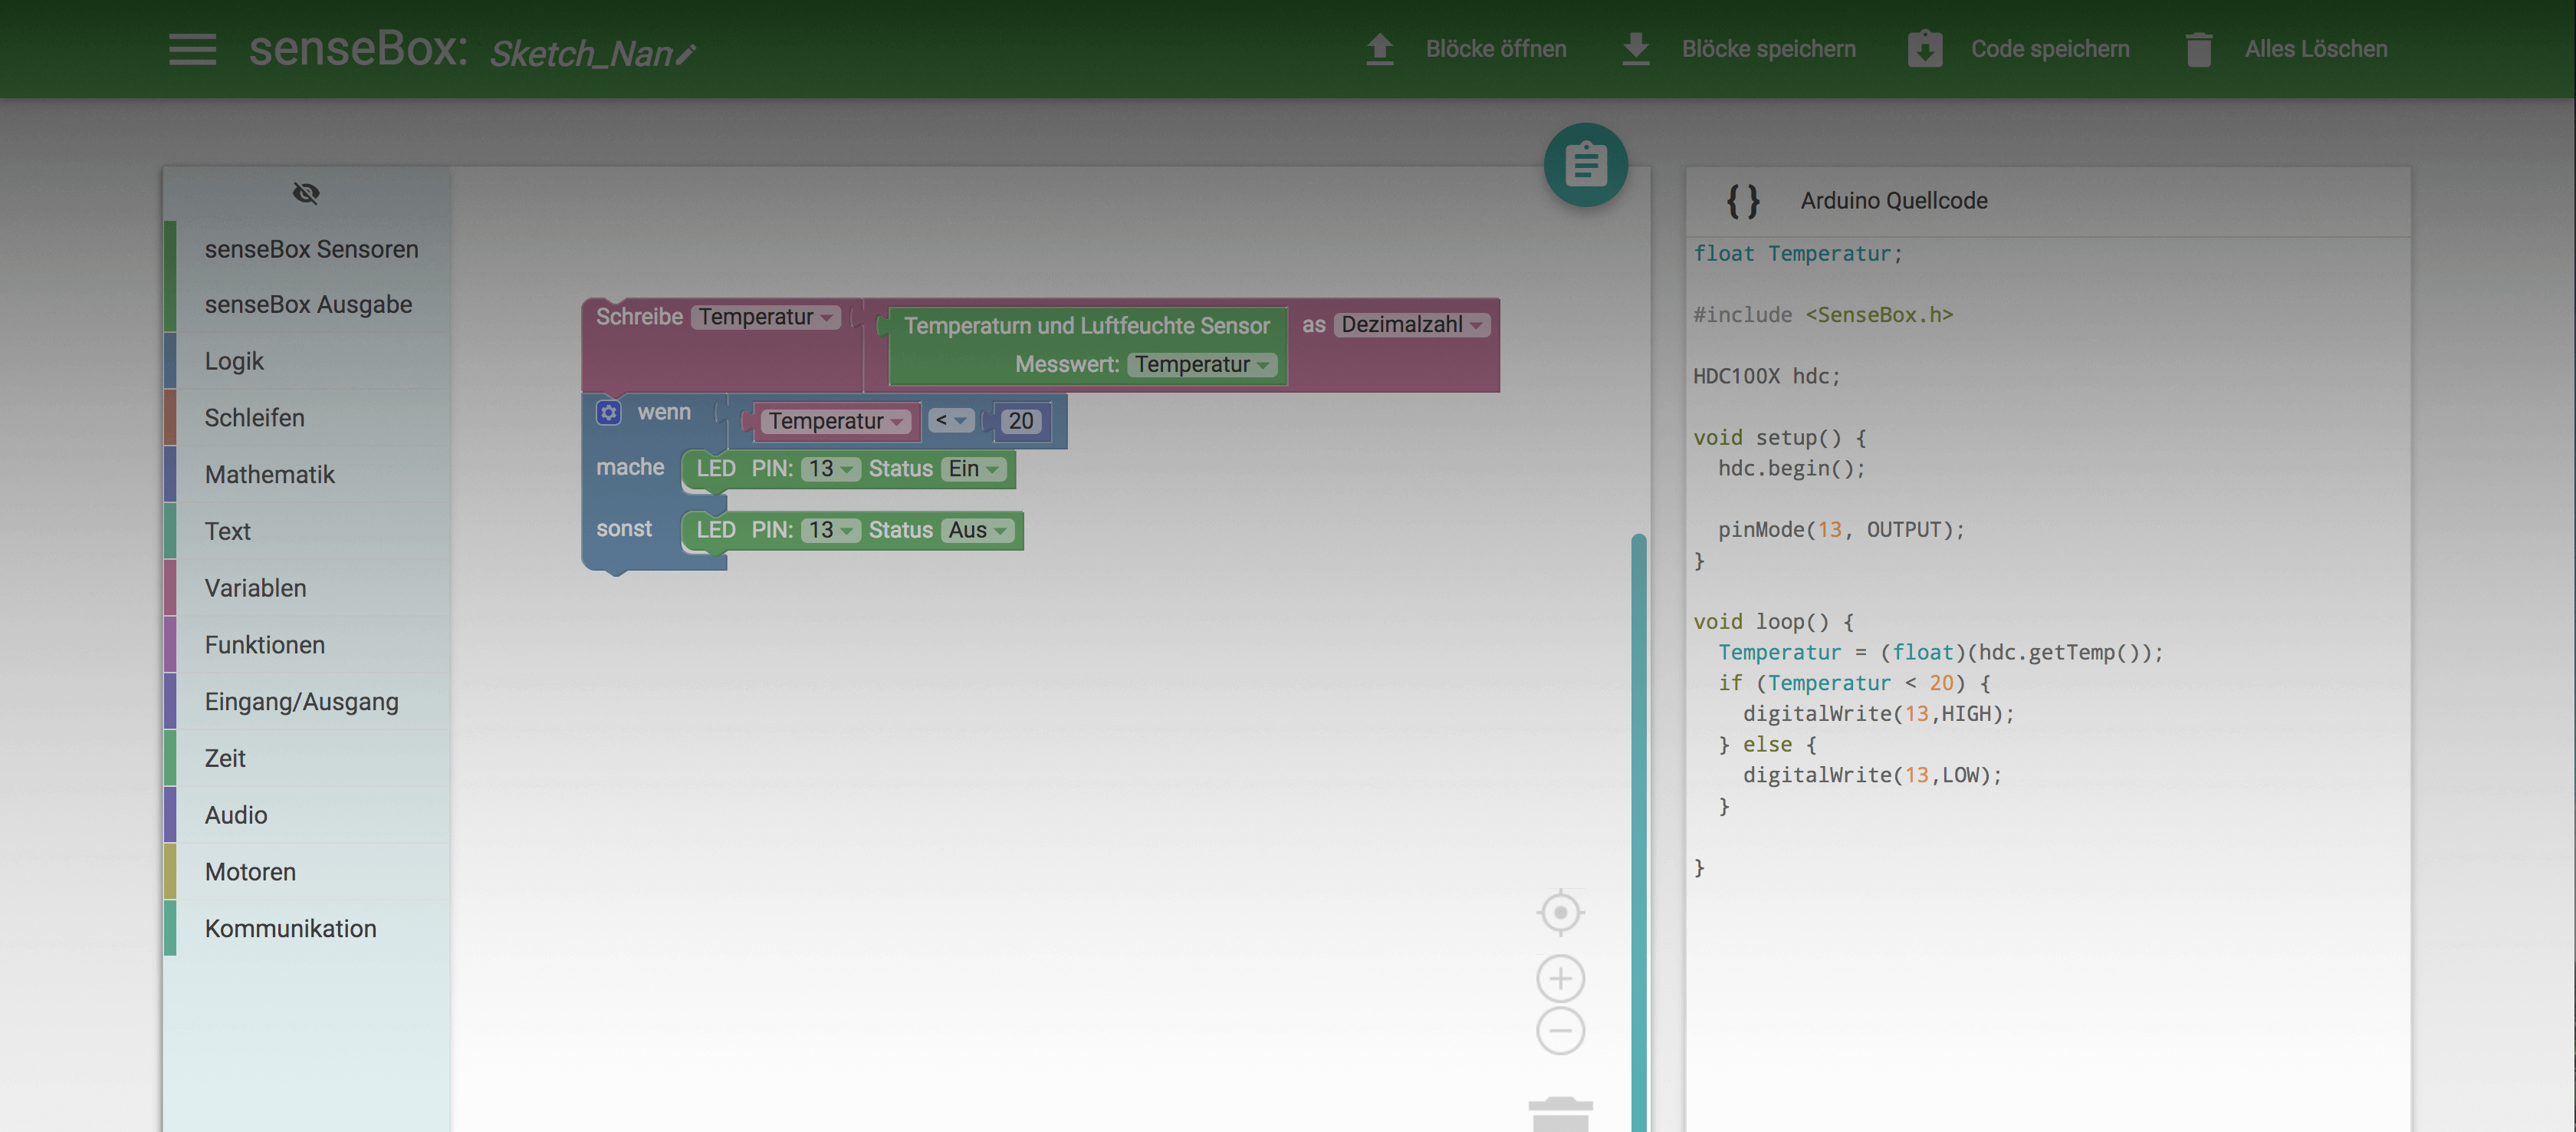 senseBox: Sketch_Nan
Blöcke öffnen
Blöcke speichern
Code speichern
Alles Löschen
senseBox Sensoren
senseBox Ausgabe
Logik
Schleifen
Mathematik
Text
Variablen
Funktionen
Eingang/Ausgang
Zeit
Audio
Motoren
Kommunikation
Schreibe Temperatur Temperaturn und Luftfeuchte Sensor as Dezimalzahl
Messwert: Temperatur
wenn Temperatur < 20
mache LED PIN: 13 Status Ein
sonst LED PIN: 13 Status Aus
{ } Arduino Quellcode
float Temperatur;
#include <SenseBox.h>
HDC100X hdc;
void setup() {
hdc.begin();
pinMode(13, OUTPUT);
}
void loop() {
Temperatur = (float)(hdc.getTemp());
if (Temperatur < 20) {
digitalWrite(13,HIGH);
} else {
digitalWrite(13,LOW);
}
}